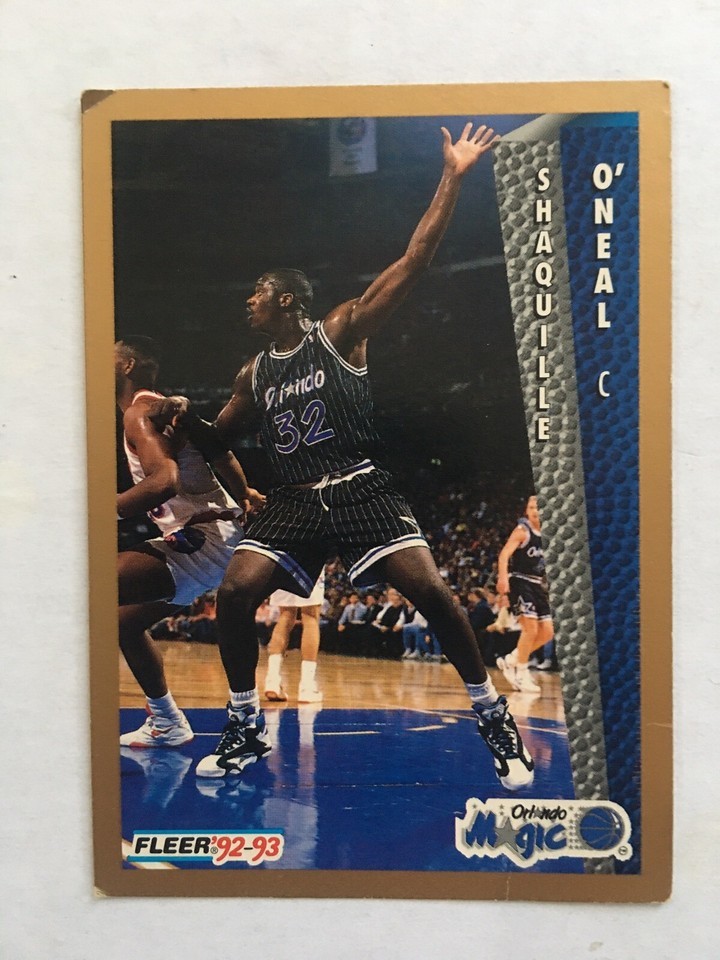 SHAQUILLE
O'NEAL C
Orlando
32
FLEER® '92-93
Orlando
Magic